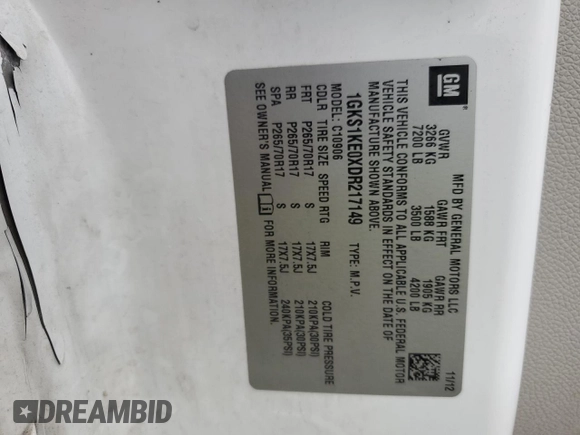 GM
MFD BY GENERAL MOTORS LLC 11/12
GVWR GAWR FRT GAWR RR
3266 KG 1588 KG 1905 KG
7200 LB 3500 LB 4200 LB
THIS VEHICLE CONFORMS TO ALL APPLICABLE U.S. FEDERAL MOTOR
VEHICLE SAFETY STANDARDS IN EFFECT ON THE DATE OF
MANUFACTURE SHOWN ABOVE.
1GKS1KE0XDR217149 TYPE: M.P.V.
MODEL: C10906
CDLR TIRE SIZE SPEED RTG RIM COLD TIRE PRESSURE
FRT P265/70R17 S 17X7.5J 210KPA(30PSI)
RR P265/70R17 S 17X7.5J 210KPA(30PSI)
SPA P265/70R17 S 17X7.5J 240KPA(35PSI)
SEE OWNER'S MANUAL FOR MORE INFORMATION.
DREAMBID